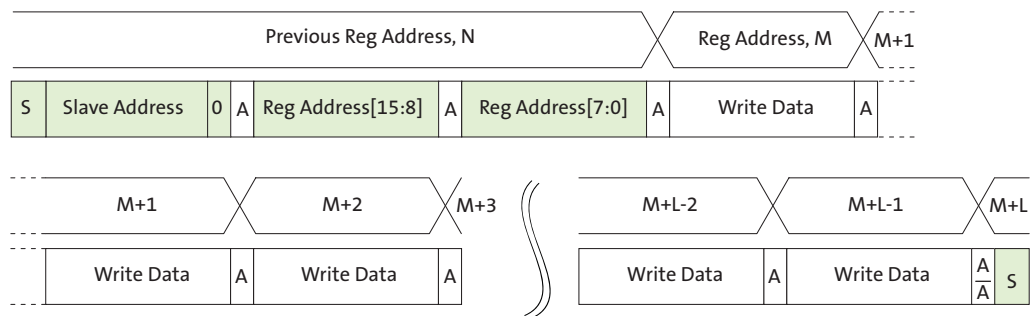 Previous Reg Address, N Reg Address, M M+1
S Slave Address 0 A Reg Address[15:8] A Reg Address[7:0] A Write Data A
M+1 M+2 M+3 M+L-2 M+L-1 M+L
Write Data A Write Data A Write Data A Write Data A/A̅ S